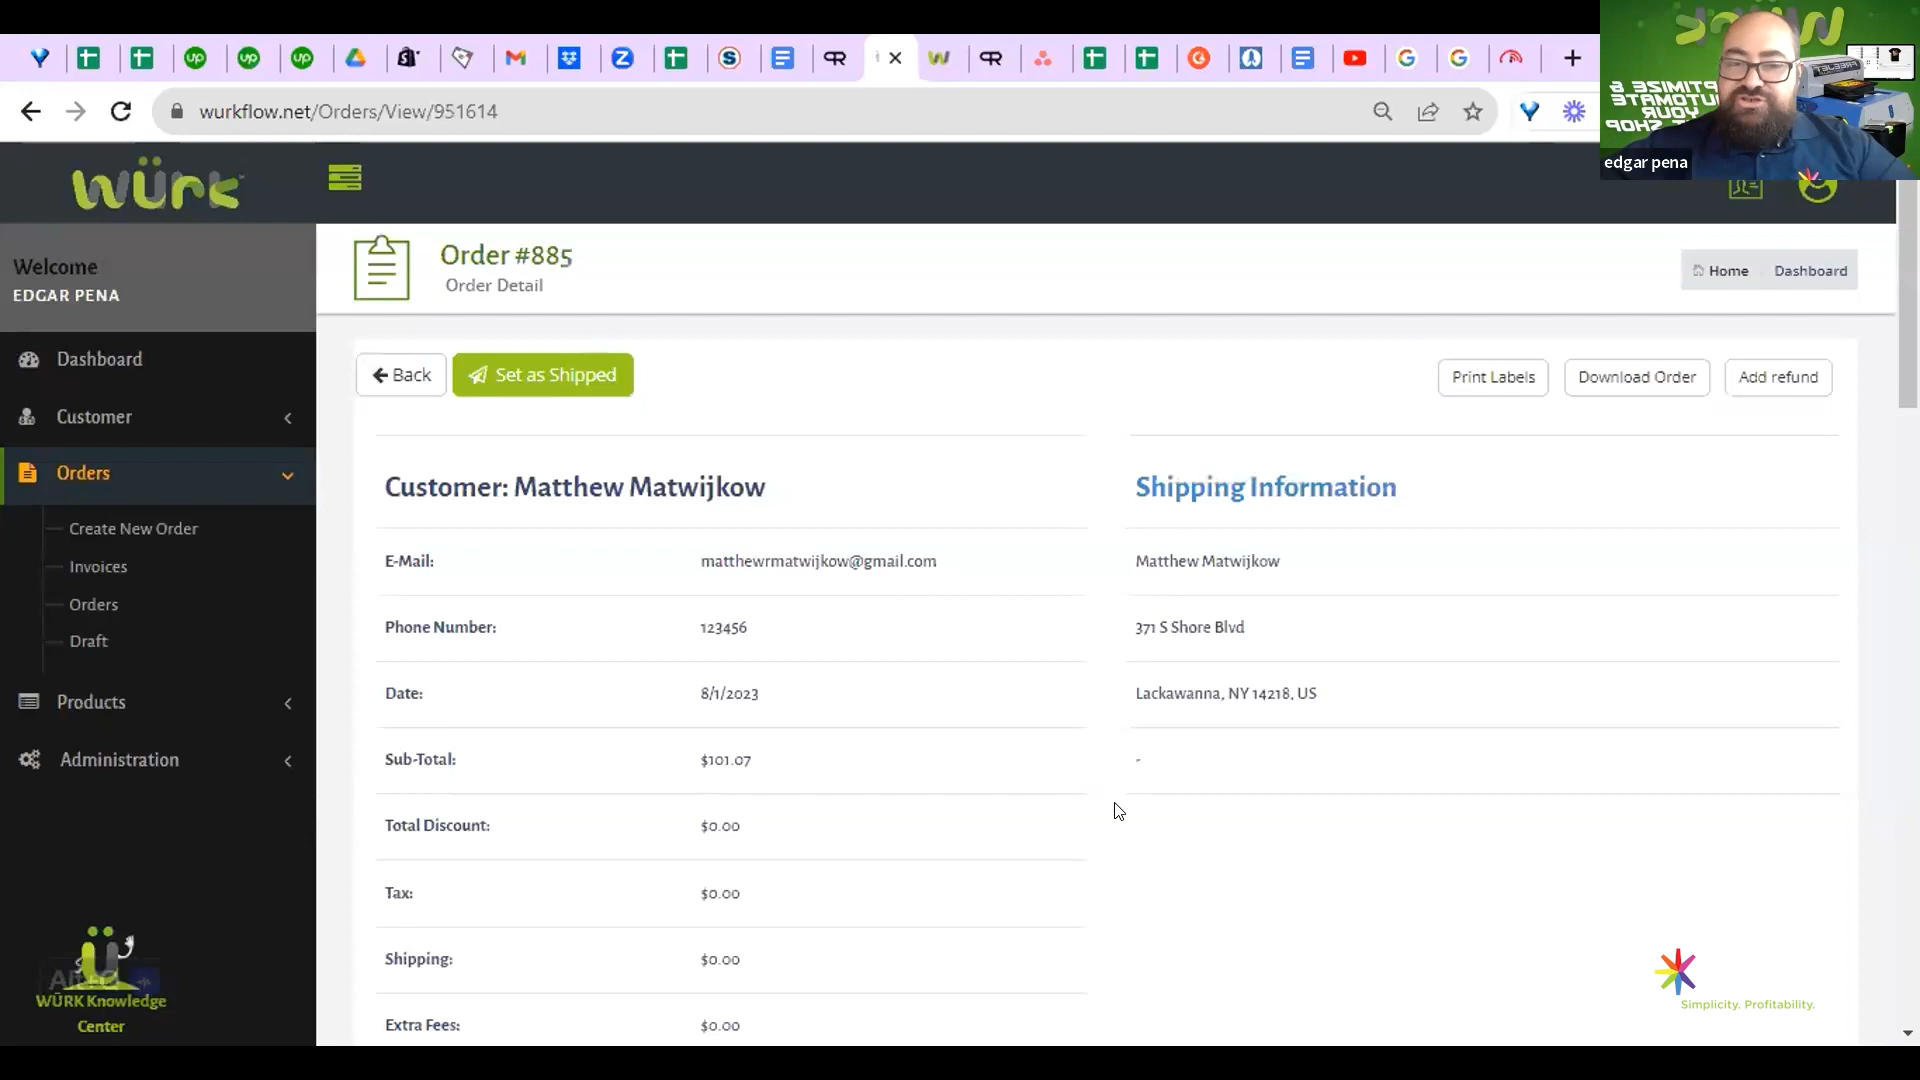 wurkflow.net/Orders/View/951614
edgar pena
würk
Welcome
EDGAR PENA
Dashboard
Customer
Orders
Create New Order
Invoices
Orders
Draft
Products
Administration
WÜRK Knowledge
Center
Order #885
Order Detail
Home
Dashboard
Back
Set as Shipped
Print Labels
Download Order
Add refund
Customer: Matthew Matwijkow
E-Mail:
matthewrmatwijkow@gmail.com
Phone Number:
123456
Date:
8/1/2023
Sub-Total:
$101.07
Total Discount:
$0.00
Tax:
$0.00
Shipping:
$0.00
Extra Fees:
$0.00
Shipping Information
Matthew Matwijkow
371 S Shore Blvd
Lackawanna, NY 14218, US
-
Simplicity. Profitability.